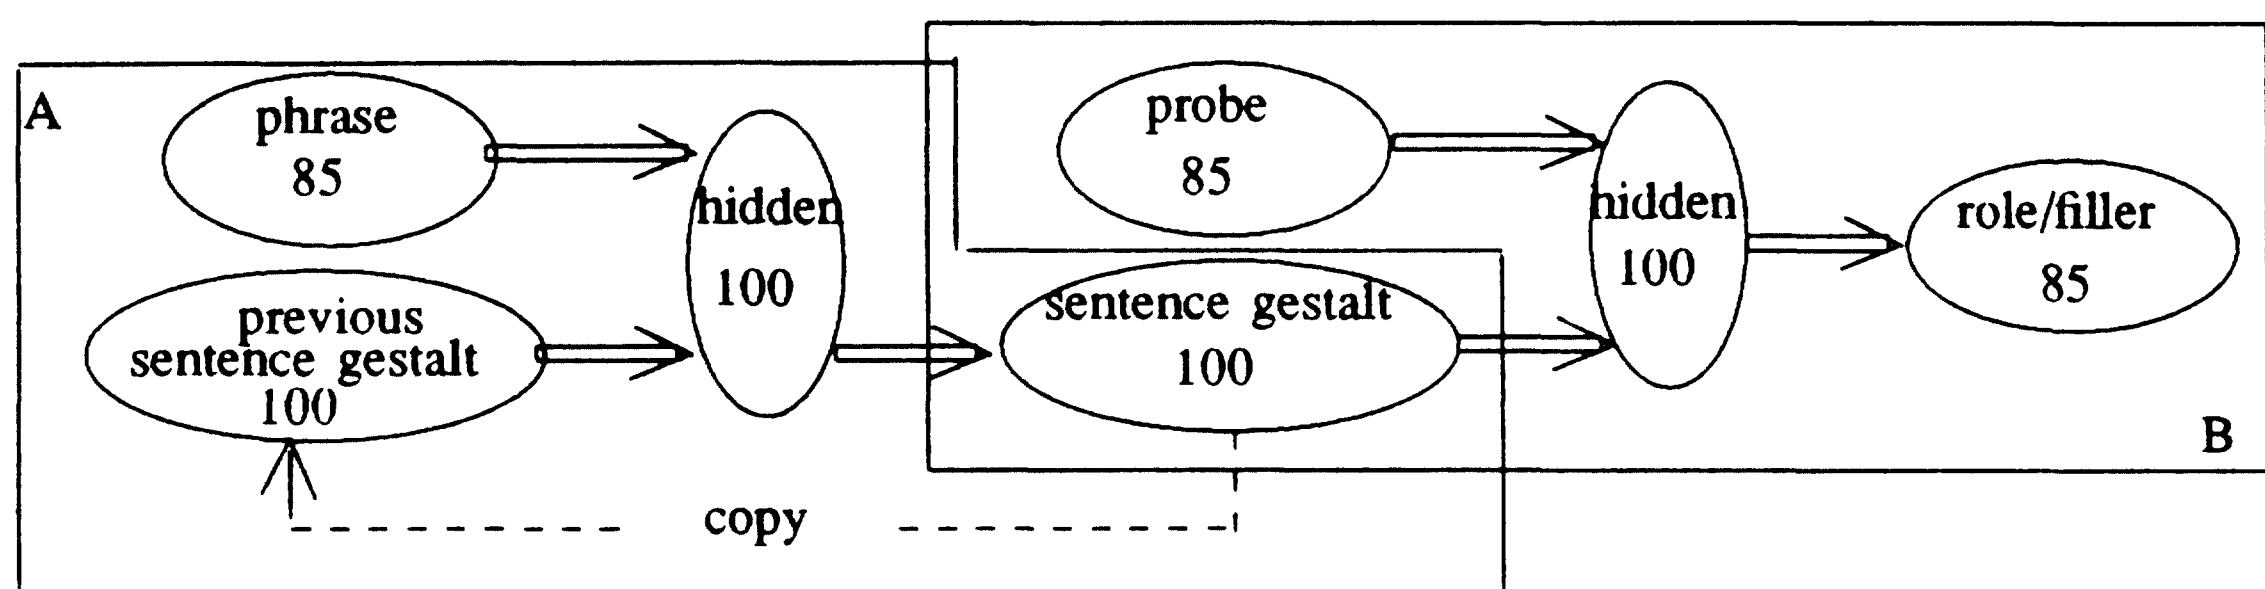 A
phrase
85
previous
sentence gestalt
100
hidden
100
copy
probe
85
sentence gestalt
100
hidden
100
role/filler
85
B